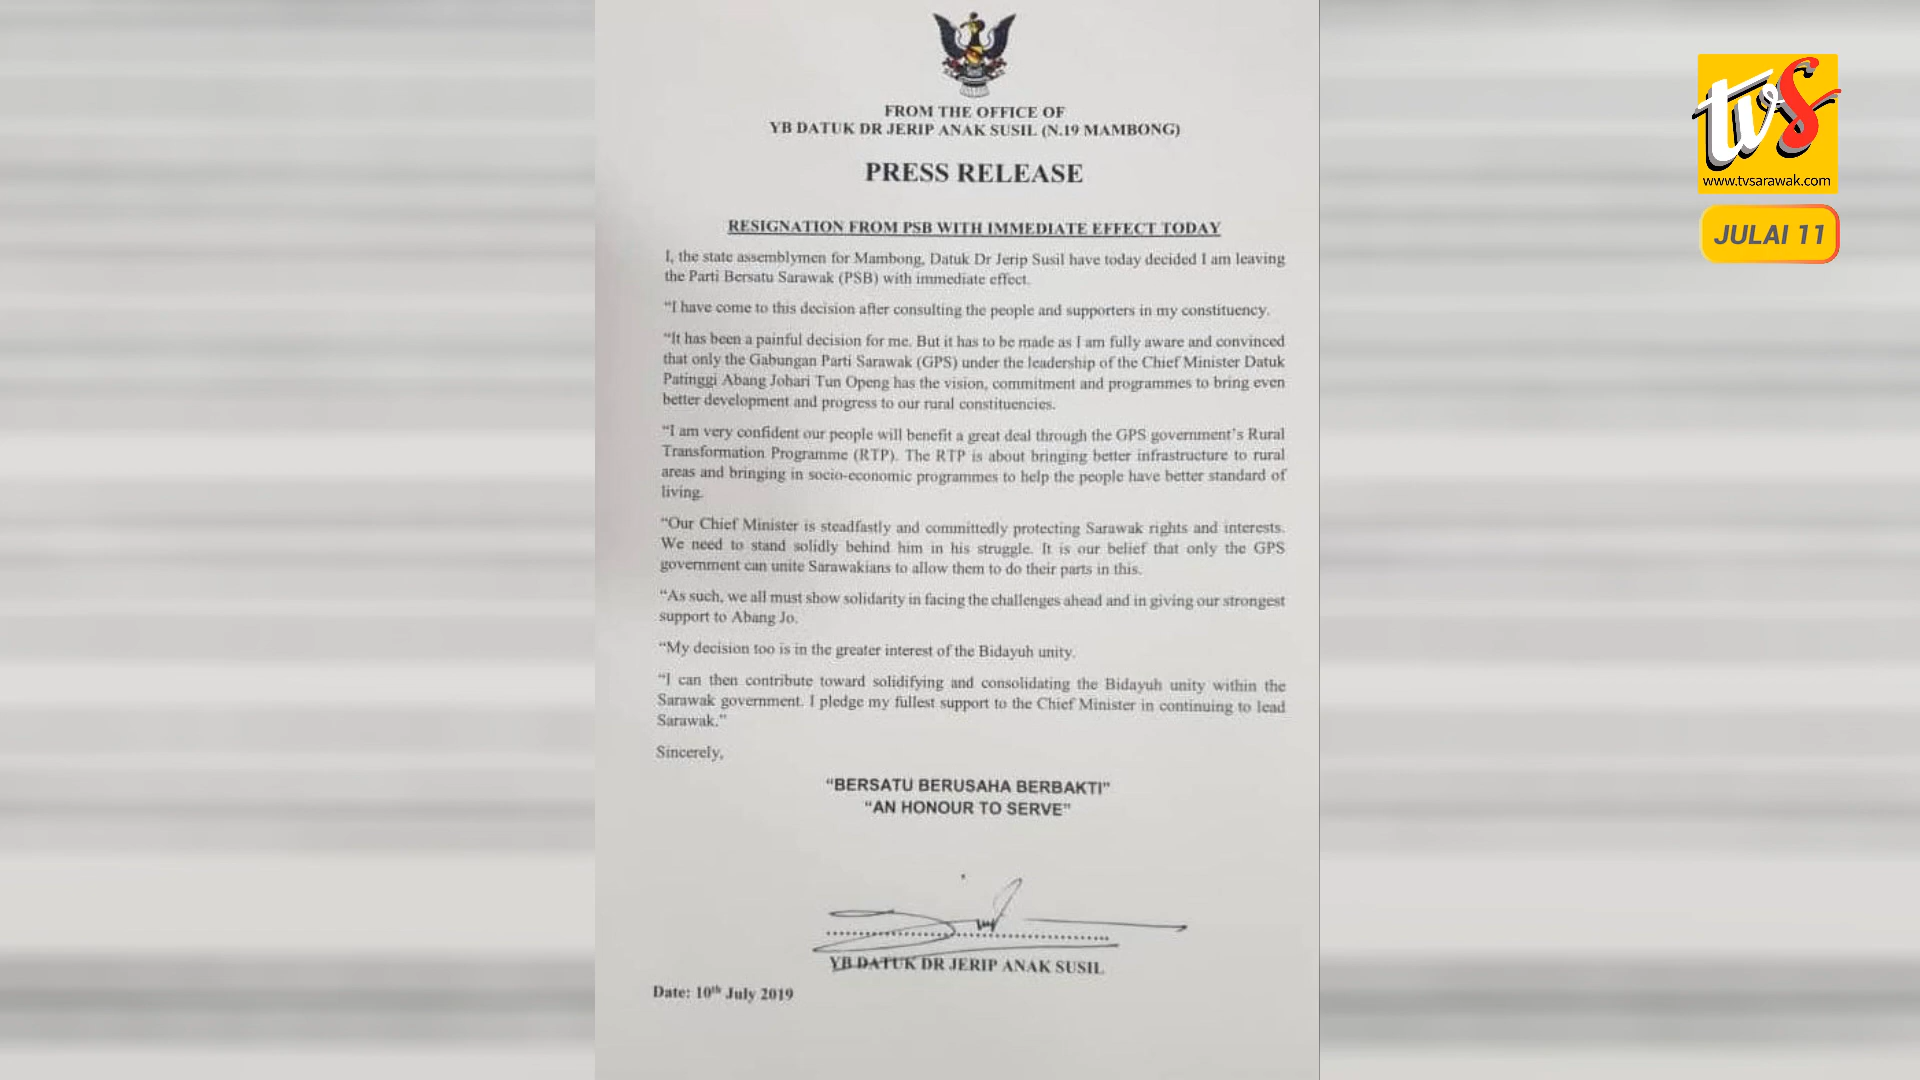 FROM THE OFFICE OF
YB DATUK DR JERIP ANAK SUSIL (N.19 MAMBONG)
PRESS RELEASE
RESIGNATION FROM PSB WITH IMMEDIATE EFFECT TODAY
I, the state assemblymen for Mambong, Datuk Dr Jerip Susil have today decided I am leaving
the Parti Bersatu Sarawak (PSB) with immediate effect.
“I have come to this decision after consulting the people and supporters in my constituency.
“It has been a painful decision for me. But it has to be made as I am fully aware and convinced
that only the Gabungan Parti Sarawak (GPS) under the leadership of the Chief Minister Datuk
Patinggi Abang Johari Tun Openg has the vision, commitment and programmes to bring even
better development and progress to our rural constituencies.
“I am very confident our people will benefit a great deal through the GPS government’s Rural
Transformation Programme (RTP). The RTP is about bringing better infrastructure to rural
areas and bringing in socio-economic programmes to help the people have better standard of
living.
“Our Chief Minister is steadfastly and committedly protecting Sarawak rights and interests.
We need to stand solidly behind him in his struggle. It is our belief that only the GPS
government can unite Sarawakians to allow them to do their parts in this.
“As such, we all must show solidarity in facing the challenges ahead and in giving our strongest
support to Abang Jo.
“My decision too is in the greater interest of the Bidayuh unity.
“I can then contribute toward solidifying and consolidating the Bidayuh unity within the
Sarawak government. I pledge my fullest support to the Chief Minister in continuing to lead
Sarawak.”
Sincerely,
“BERSATU BERUSAHA BERBAKTI”
“AN HONOUR TO SERVE”
YB DATUK DR JERIP ANAK SUSIL
Date: 10th July 2019
tvs
www.tvsarawak.com
JULAI 11